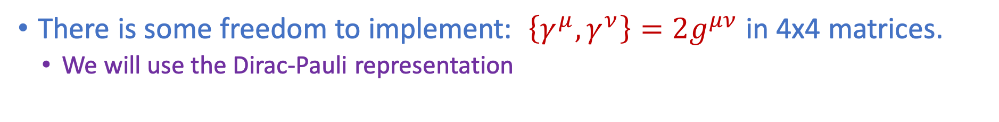 • There is some freedom to implement: {γ^μ, γ^ν} = 2g^{μν} in 4x4 matrices.
• We will use the Dirac-Pauli representation